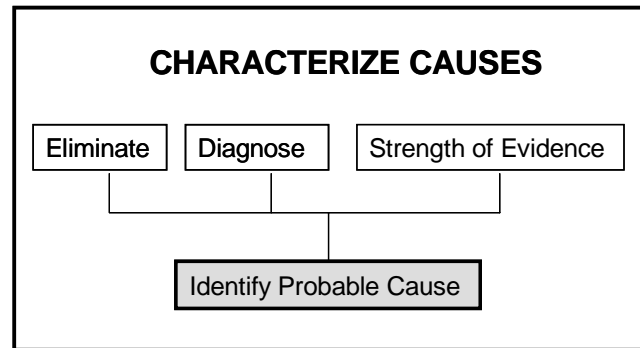 CHARACTERIZE CAUSES
Eliminate
Diagnose
Strength of Evidence
Identify Probable Cause